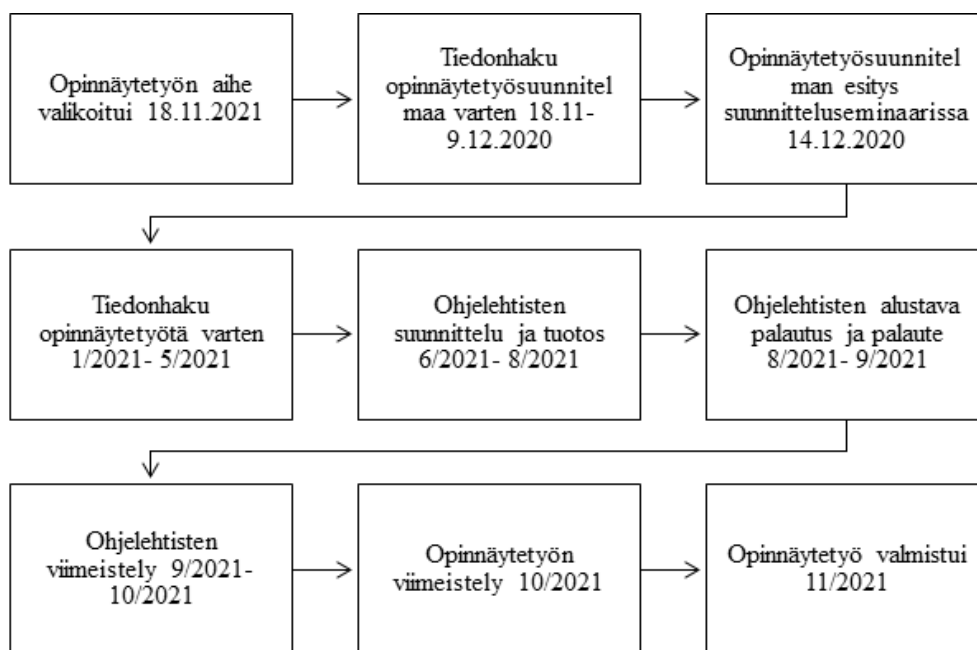 Opinnäytetyön aihe
valikoitui 18.11.2021
Tiedonhaku
opinnäytetyösuunnitel
maa varten 18.11-
9.12.2020
Opinnäytetyösuunnitel
man esitys
suunnitteluseminaarissa
14.12.2020
Tiedonhaku
opinnäytetyötä varten
1/2021- 5/2021
Ohjelehtisten
suunnittelu ja tuotos
6/2021- 8/2021
Ohjelehtisten alustava
palautus ja palaute
8/2021- 9/2021
Ohjelehtisten
viimeistely 9/2021-
10/2021
Opinnäytetyön
viimeistely 10/2021
Opinnäytetyö valmistui
11/2021